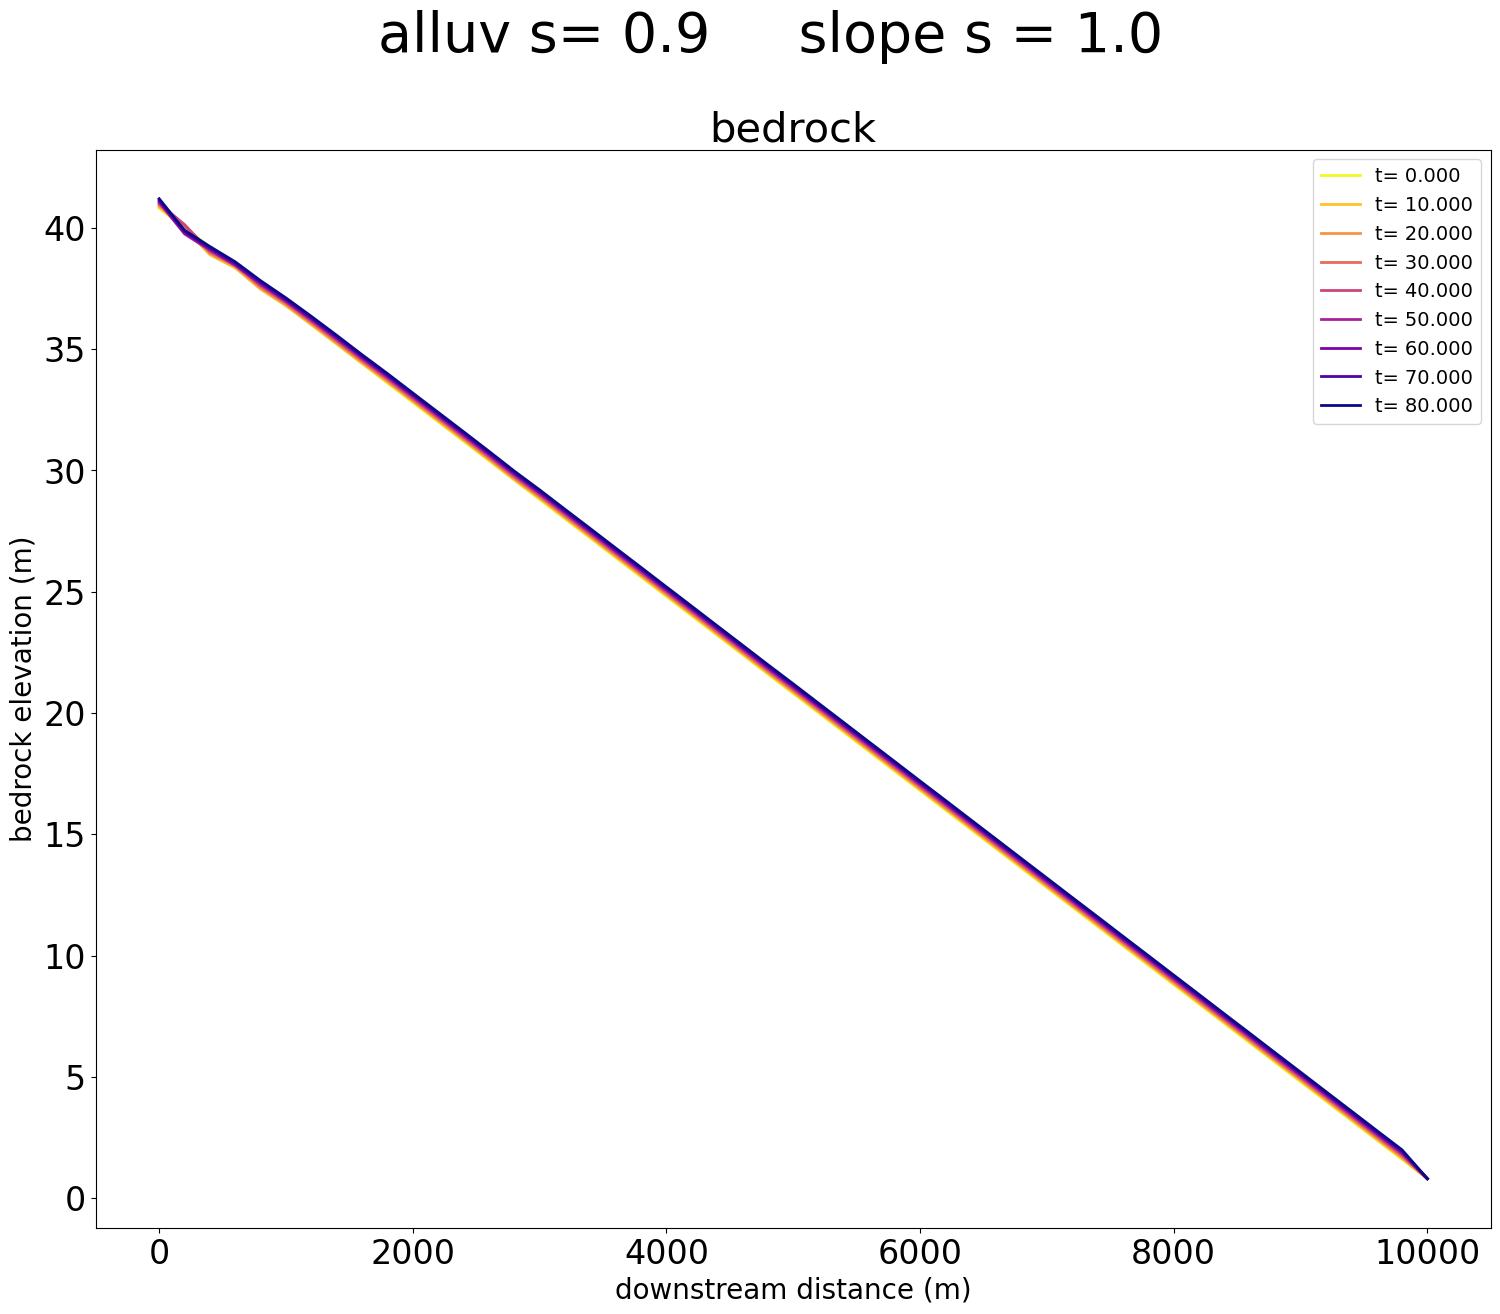 alluv s= 0.9 slope s = 1.0
bedrock
t= 0.000
t= 10.000
t= 20.000
t= 30.000
t= 40.000
t= 50.000
t= 60.000
t= 70.000
t= 80.000
bedrock elevation (m)
40
35
30
25
20
15
10
5
0
0 2000 4000 6000 8000 10000
downstream distance (m)